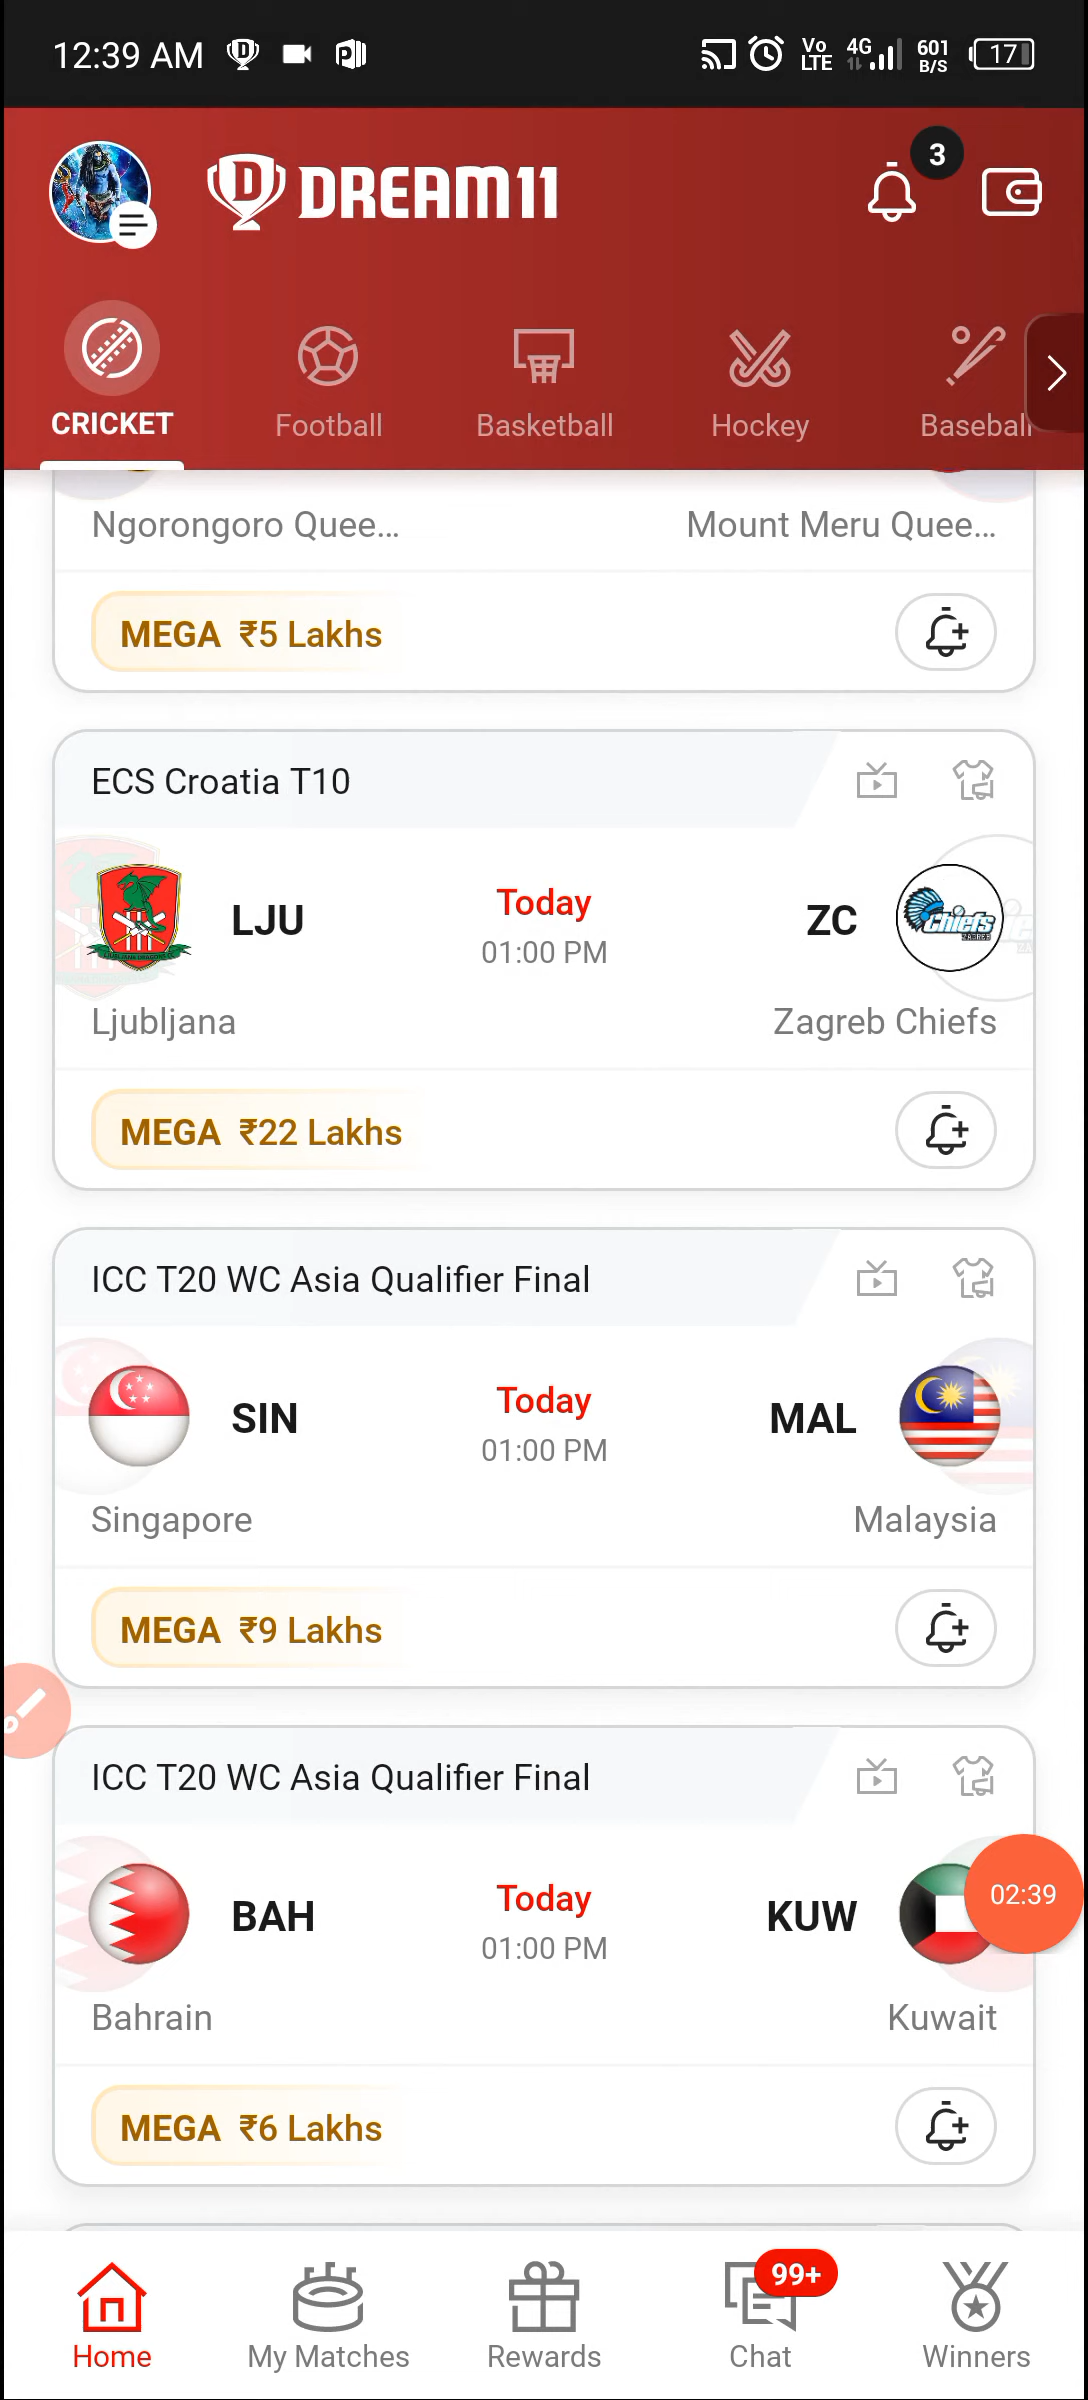 12:39 AM
Vo LTE 4G 601 B/S 17
DREAM11
3
CRICKET Football Basketball Hockey Baseball
Ngorongoro Quee... Mount Meru Quee...
MEGA ₹5 Lakhs
ECS Croatia T10
LJU Today ZC
01:00 PM
Chiefs
Ljubljana Zagreb Chiefs
MEGA ₹22 Lakhs
ICC T20 WC Asia Qualifier Final
SIN Today MAL
01:00 PM
Singapore Malaysia
MEGA ₹9 Lakhs
ICC T20 WC Asia Qualifier Final
BAH Today KUW
01:00 PM
02:39
Bahrain Kuwait
MEGA ₹6 Lakhs
99+
Home My Matches Rewards Chat Winners